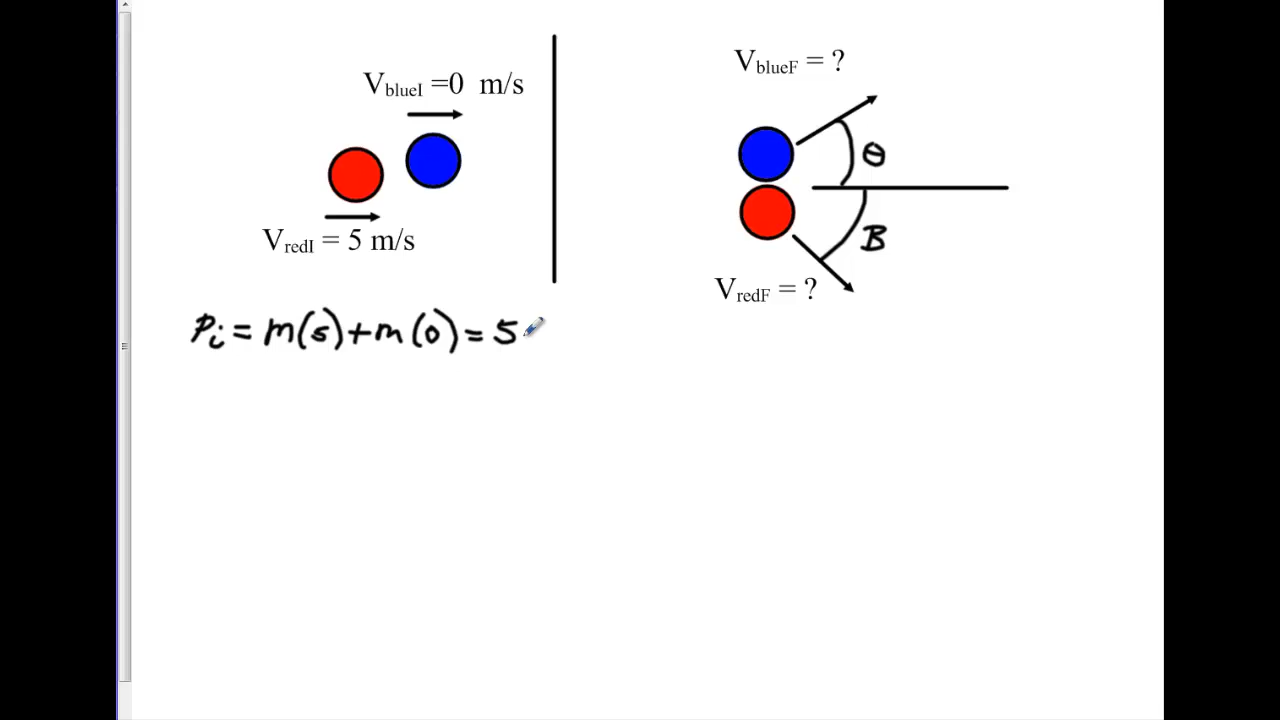 V_blueI =0 m/s
V_redI = 5 m/s
P_i = m(5)+m(0)=5
V_blueF = ?
θ
B
V_redF = ?